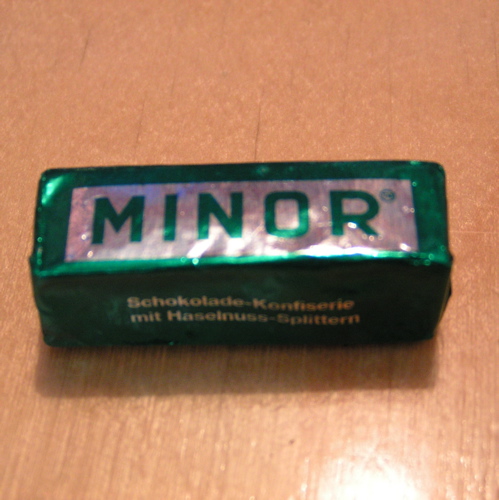 MINOR®
Schokolade-Konfiserie
mit Haselnuss-Splittern